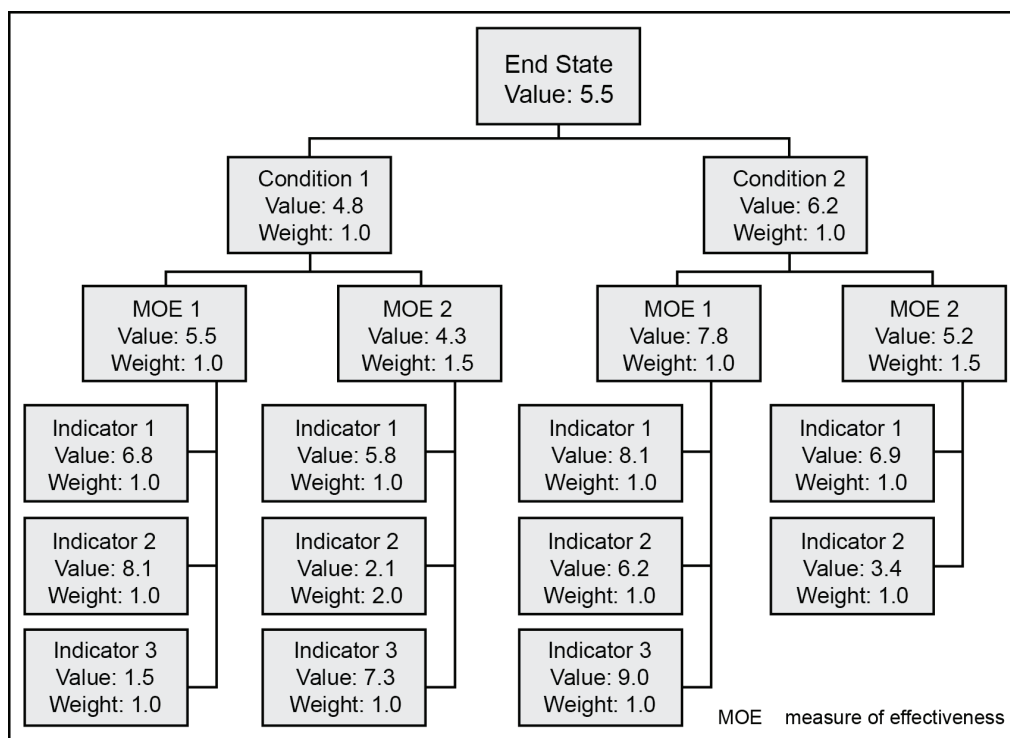 End State
Value: 5.5
Condition 1
Value: 4.8
Weight: 1.0
Condition 2
Value: 6.2
Weight: 1.0
MOE 1
Value: 5.5
Weight: 1.0
MOE 2
Value: 4.3
Weight: 1.5
MOE 1
Value: 7.8
Weight: 1.0
MOE 2
Value: 5.2
Weight: 1.5
Indicator 1
Value: 6.8
Weight: 1.0
Indicator 2
Value: 8.1
Weight: 1.0
Indicator 3
Value: 1.5
Weight: 1.0
Indicator 1
Value: 5.8
Weight: 1.0
Indicator 2
Value: 2.1
Weight: 2.0
Indicator 3
Value: 7.3
Weight: 1.0
Indicator 1
Value: 8.1
Weight: 1.0
Indicator 2
Value: 6.2
Weight: 1.0
Indicator 3
Value: 9.0
Weight: 1.0
Indicator 1
Value: 6.9
Weight: 1.0
Indicator 2
Value: 3.4
Weight: 1.0
MOE measure of effectiveness